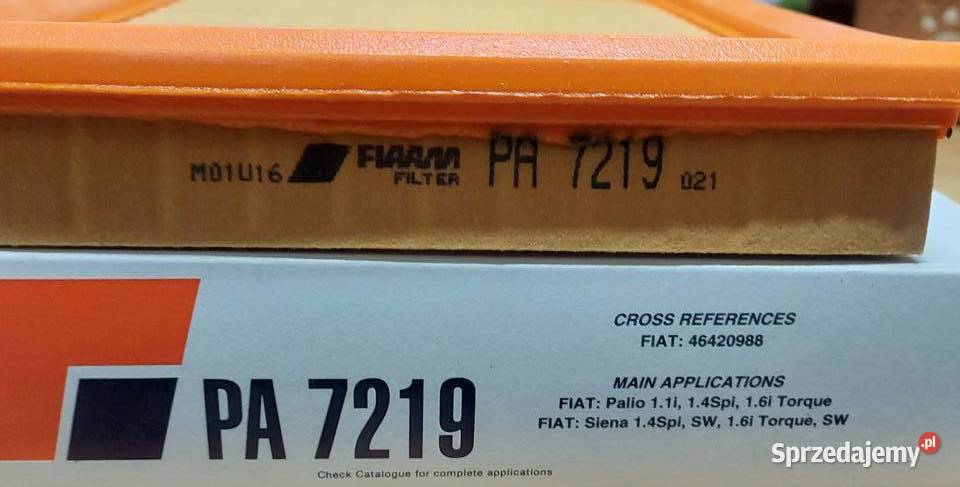 M01U16 FIAAM FILTER PA 7219 021
CROSS REFERENCES
FIAT: 46420988
MAIN APPLICATIONS
FIAT: Palio 1.1i, 1.4Spi, 1.6i Torque
FIAT: Siena 1.4Spi, SW, 1.6i Torque, SW
PA 7219
Check Catalogue for complete applications
Sprzedajemy.pl